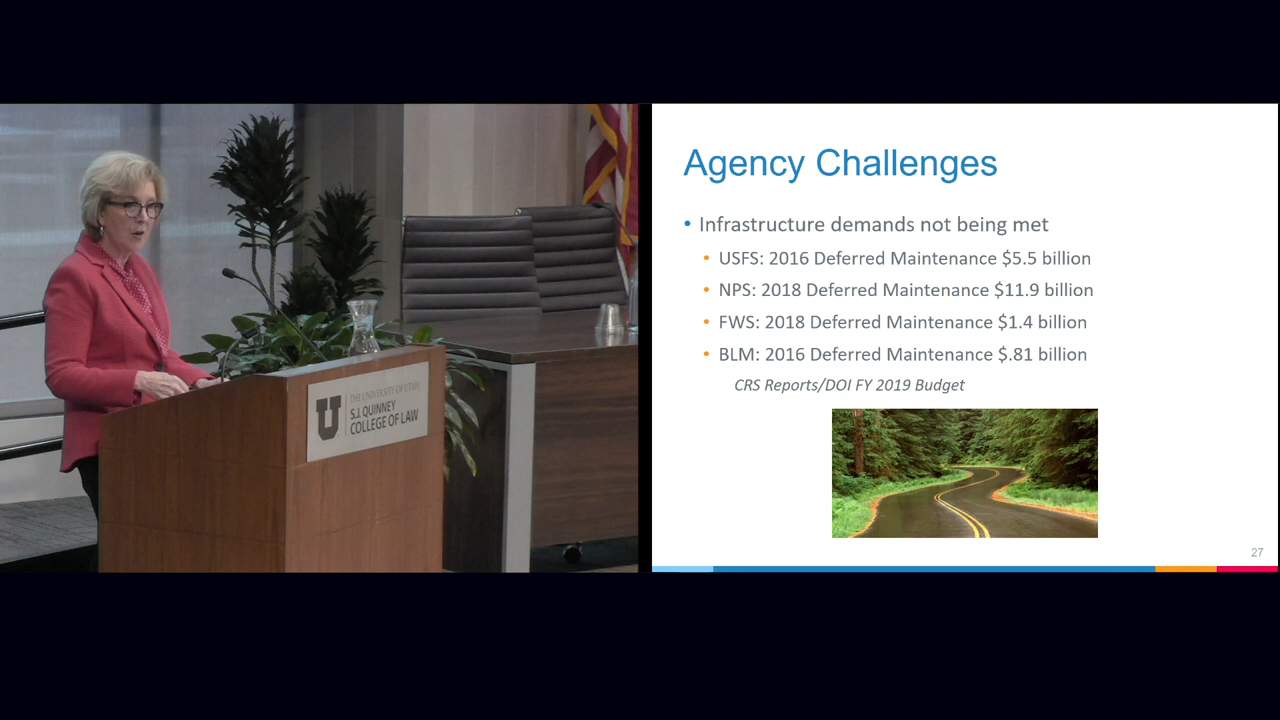 THE UNIVERSITY OF UTAH
S.J. QUINNEY
COLLEGE OF LAW
U
Agency Challenges
• Infrastructure demands not being met
• USFS: 2016 Deferred Maintenance $5.5 billion
• NPS: 2018 Deferred Maintenance $11.9 billion
• FWS: 2018 Deferred Maintenance $1.4 billion
• BLM: 2016 Deferred Maintenance $.81 billion
CRS Reports/DOI FY 2019 Budget
27